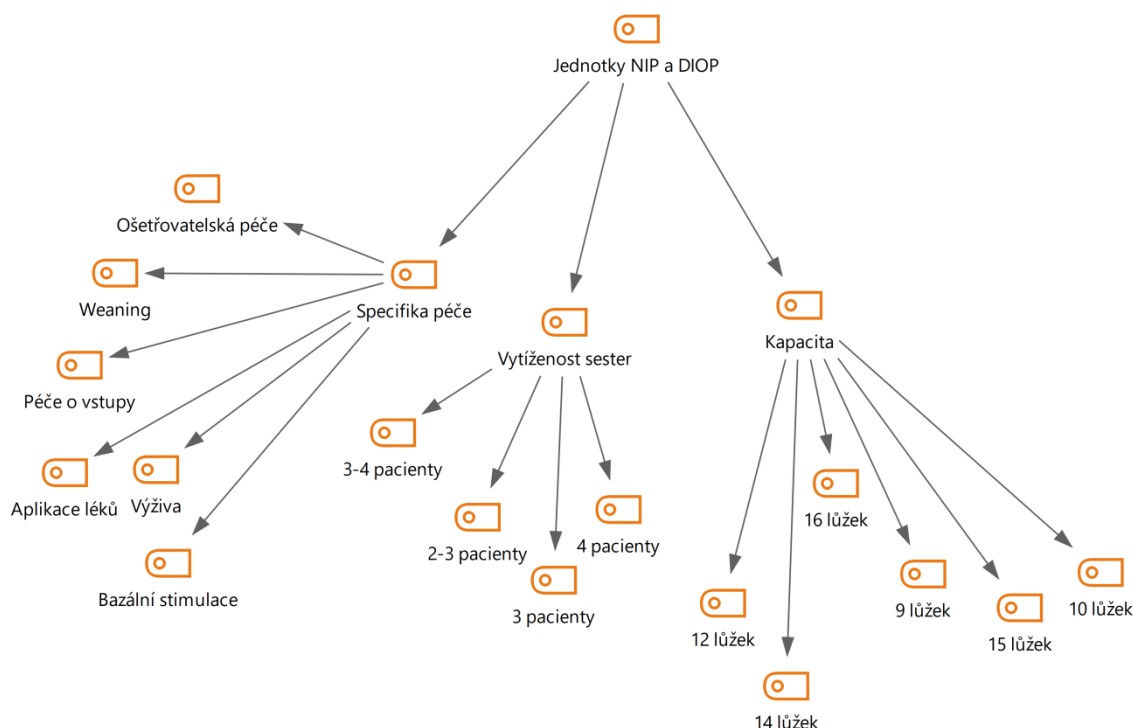 Jednotky NIP a DIOP
Ošetřovatelská péče
Weaning
Specifika péče
Vytíženost sester
Kapacita
Péče o vstupy
3-4 pacienty
Aplikace léků
Výživa
2-3 pacienty
4 pacienty
16 lůžek
Bazální stimulace
3 pacienty
12 lůžek
9 lůžek
15 lůžek
10 lůžek
14 lůžek